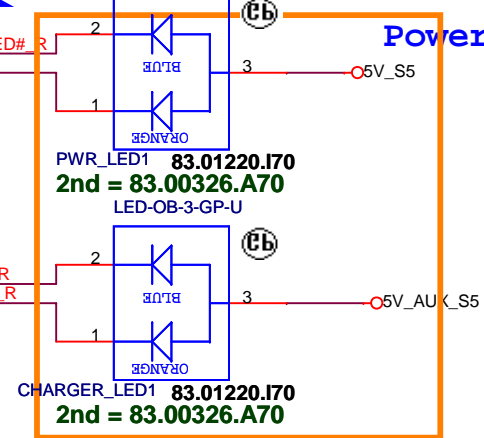 2
ED#_R
Power
BLUE
3
5V_S5
1
ORANGE
PWR_LED1
83.01220.I70
2nd = 83.00326.A70
LED-OB-3-GP-U
2
R
BLUE
_R
3
5V_AUX_S5
1
ORANGE
CHARGER_LED1
83.01220.I70
2nd = 83.00326.A70